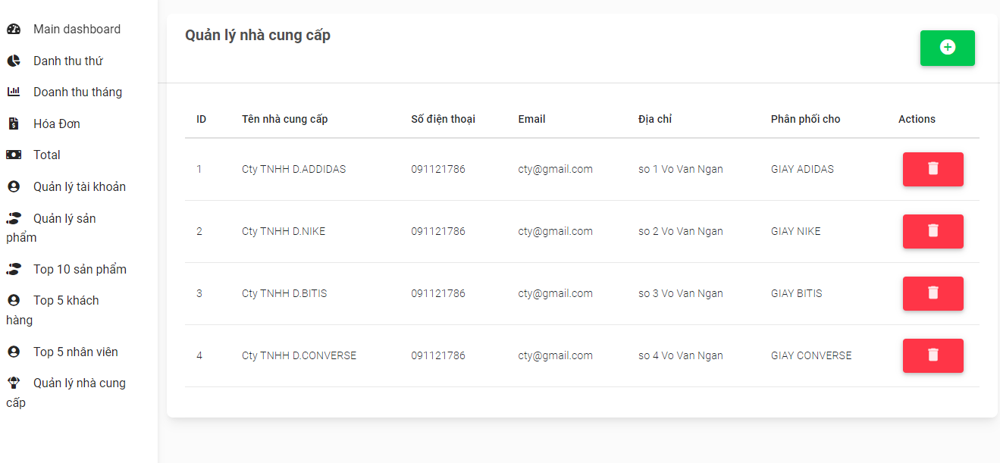 Main dashboard
Danh thu thứ
Doanh thu tháng
Hóa Đơn
Total
Quản lý tài khoản
Quản lý sản
phẩm
Top 10 sản phẩm
Top 5 khách
hàng
Top 5 nhân viên
Quản lý nhà cung
cấp
Quản lý nhà cung cấp
ID Tên nhà cung cấp Số điện thoại Email Địa chỉ Phân phối cho Actions
1 Cty TNHH D.ADDIDAS 091121786 cty@gmail.com so 1 Vo Van Ngan GIAY ADIDAS
2 Cty TNHH D.NIKE 091121786 cty@gmail.com so 2 Vo Van Ngan GIAY NIKE
3 Cty TNHH D.BITIS 091121786 cty@gmail.com so 3 Vo Van Ngan GIAY BITIS
4 Cty TNHH D.CONVERSE 091121786 cty@gmail.com so 4 Vo Van Ngan GIAY CONVERSE